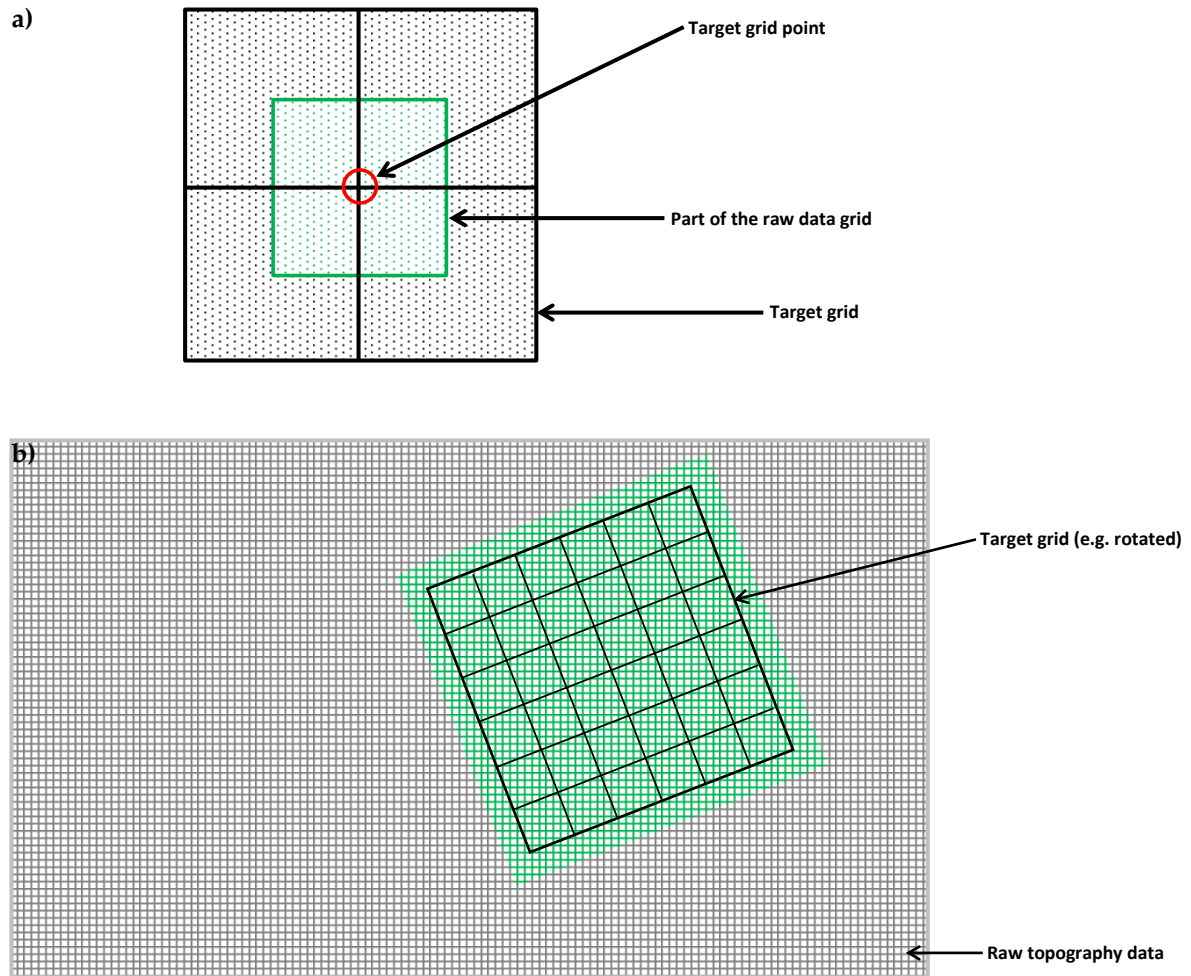 a)
Target grid point
Part of the raw data grid
Target grid
b)
Target grid (e.g. rotated)
Raw topography data